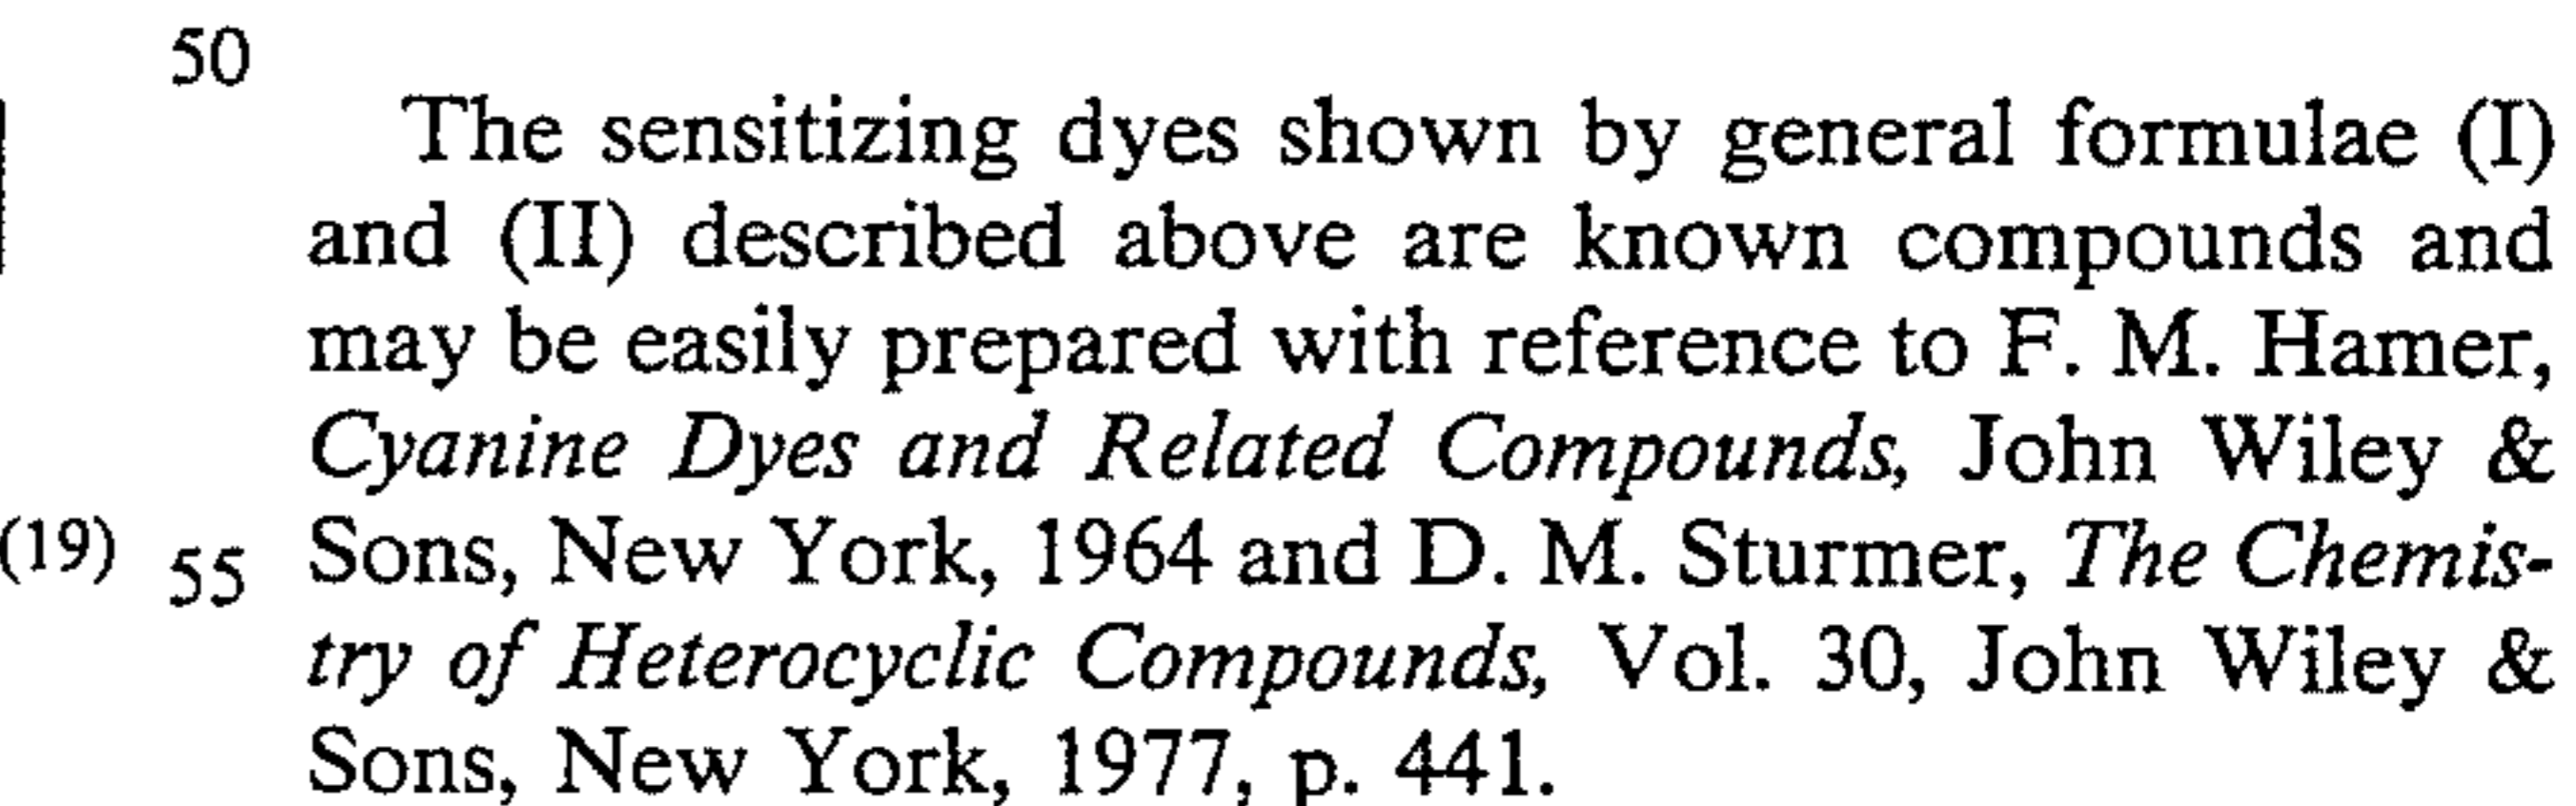 50
The sensitizing dyes shown by general formulae (I)
and (II) described above are known compounds and
may be easily prepared with reference to F. M. Hamer,
Cyanine Dyes and Related Compounds, John Wiley &
(19) 55 Sons, New York, 1964 and D. M. Sturmer, The Chemis-
try of Heterocyclic Compounds, Vol. 30, John Wiley &
Sons, New York, 1977, p. 441.